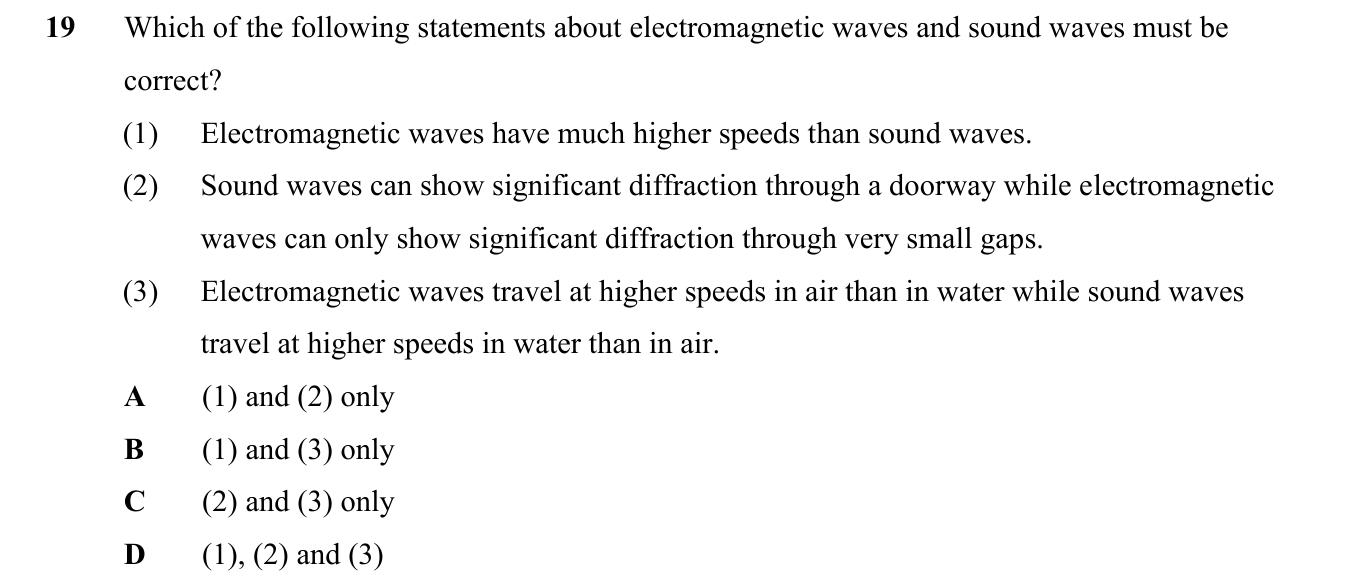 19 Which of the following statements about electromagnetic waves and sound waves must be
correct?
(1) Electromagnetic waves have much higher speeds than sound waves.
(2) Sound waves can show significant diffraction through a doorway while electromagnetic
waves can only show significant diffraction through very small gaps.
(3) Electromagnetic waves travel at higher speeds in air than in water while sound waves
travel at higher speeds in water than in air.
A (1) and (2) only
B (1) and (3) only
C (2) and (3) only
D (1), (2) and (3)